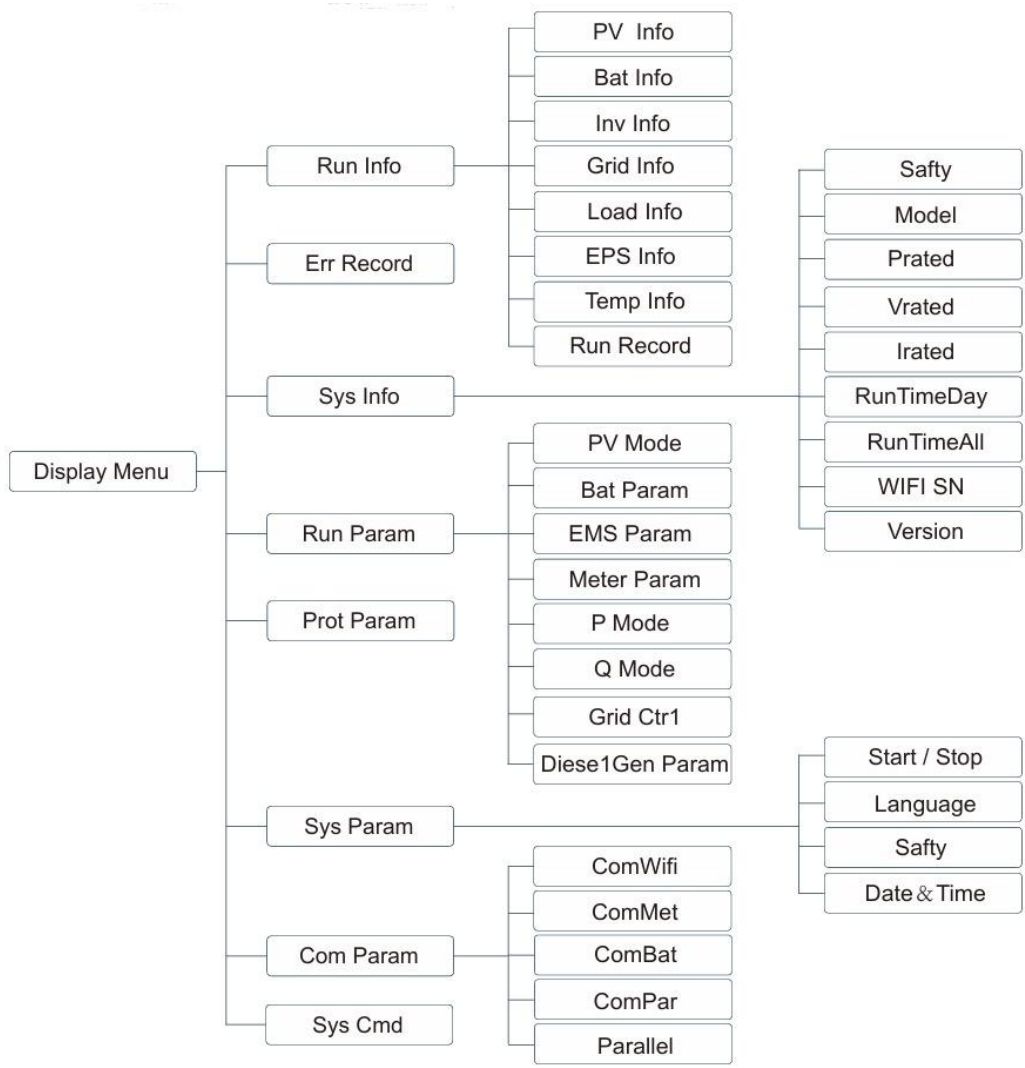 Display Menu
Run Info
PV Info
Bat Info
Inv Info
Grid Info
Load Info
EPS Info
Temp Info
Run Record
Err Record
Sys Info
Safty
Model
Prated
Vrated
Irated
RunTimeDay
RunTimeAll
WIFI SN
Version
Run Param
PV Mode
Bat Param
EMS Param
Meter Param
P Mode
Q Mode
Grid Ctr1
Diese1Gen Param
Prot Param
Sys Param
Start / Stop
Language
Safty
Date&Time
Com Param
ComWifi
ComMet
ComBat
ComPar
Parallel
Sys Cmd